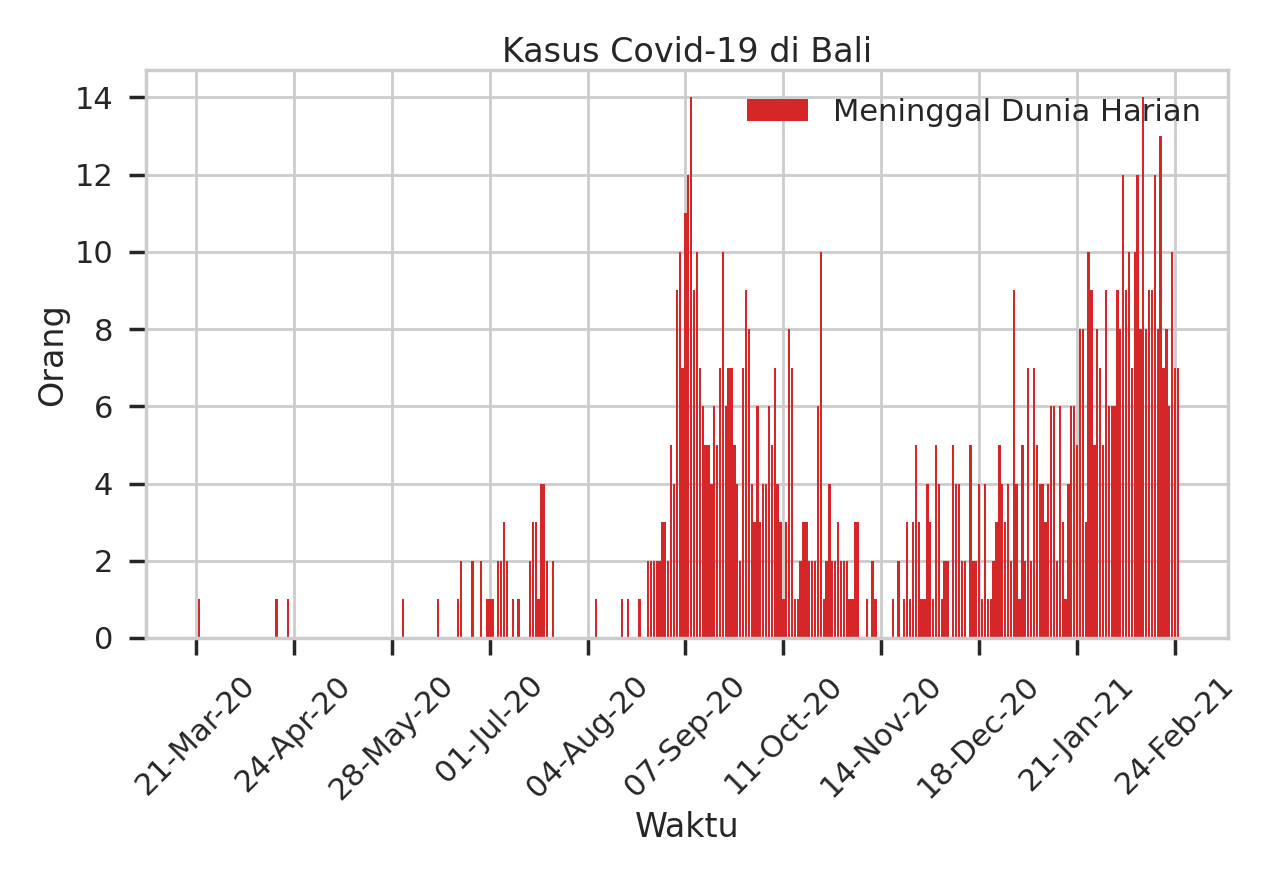 Kasus Covid-19 di Bali
Meninggal Dunia Harian
Orang
14
12
10
8
6
4
2
0
21-Mar-20
24-Apr-20
28-May-20
01-Jul-20
04-Aug-20
07-Sep-20
11-Oct-20
14-Nov-20
18-Dec-20
21-Jan-21
24-Feb-21
Waktu